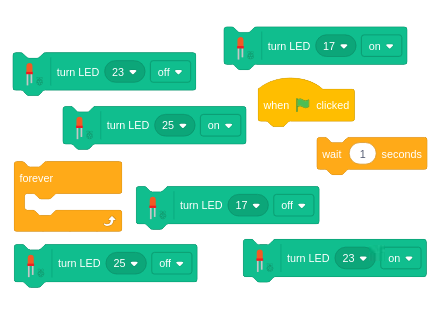 turn LED 17 on
turn LED 23 off
when clicked
turn LED 25 on
wait 1 seconds
forever
turn LED 17 off
turn LED 25 off
turn LED 23 on